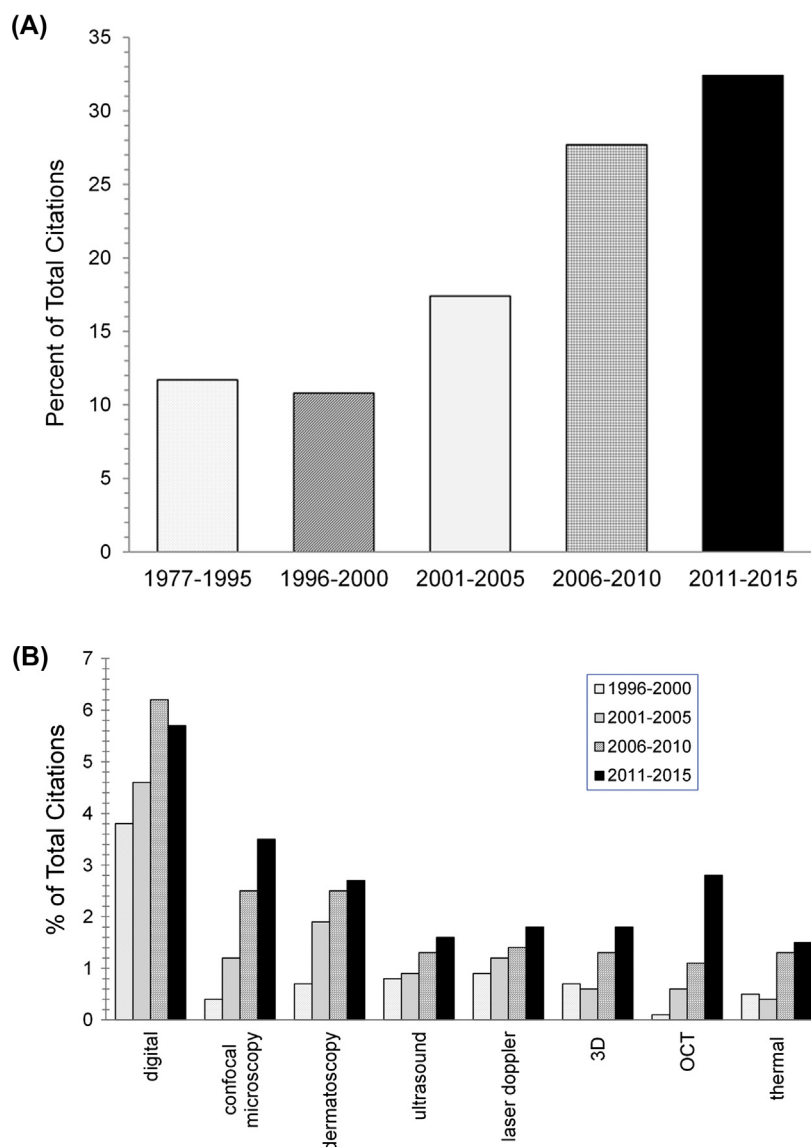 (A)
Percent of Total Citations
35
30
25
20
15
10
5
0
1977-1995 1996-2000 2001-2005 2006-2010 2011-2015
(B)
% of Total Citations
7
6
5
4
3
2
1
0
1996-2000
2001-2005
2006-2010
2011-2015
digital
confocal
microscopy
dermatoscopy
ultrasound
laser doppler
3D
OCT
thermal